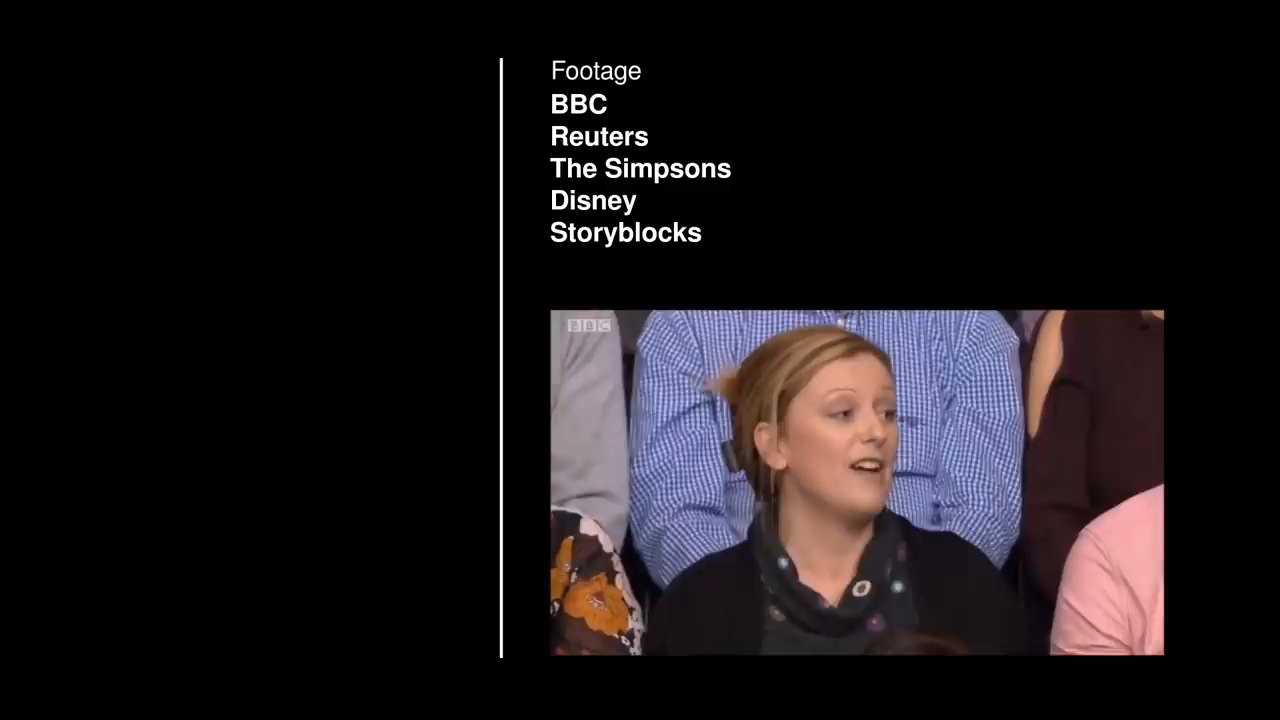 Footage
BBC
Reuters
The Simpsons
Disney
Storyblocks
BBC